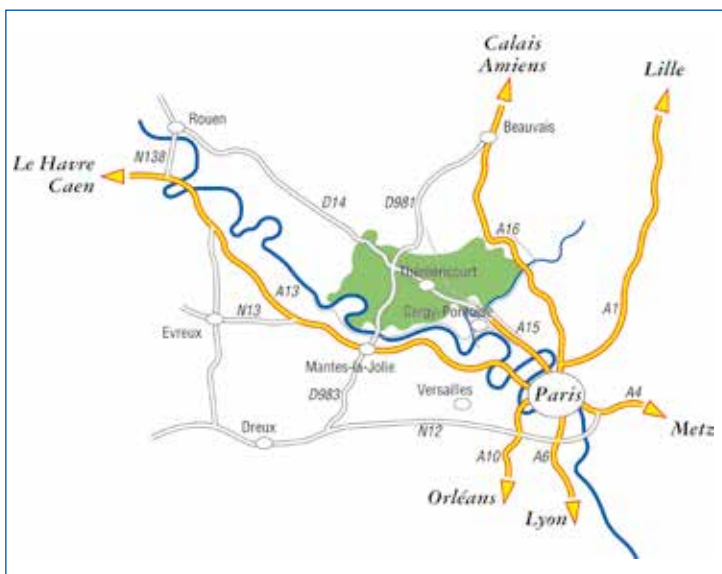 Calais
Amiens
Lille
Rouen
Beauvais
N138
Le Havre
Caen
D14
D981
A16
Théméricourt
A13
A1
Cergy-Pontoise
N13
A15
Evreux
Mantes-la-Jolie
D983
Versailles
Paris
A4
Dreux
N12
Metz
A10
A6
Orléans
Lyon